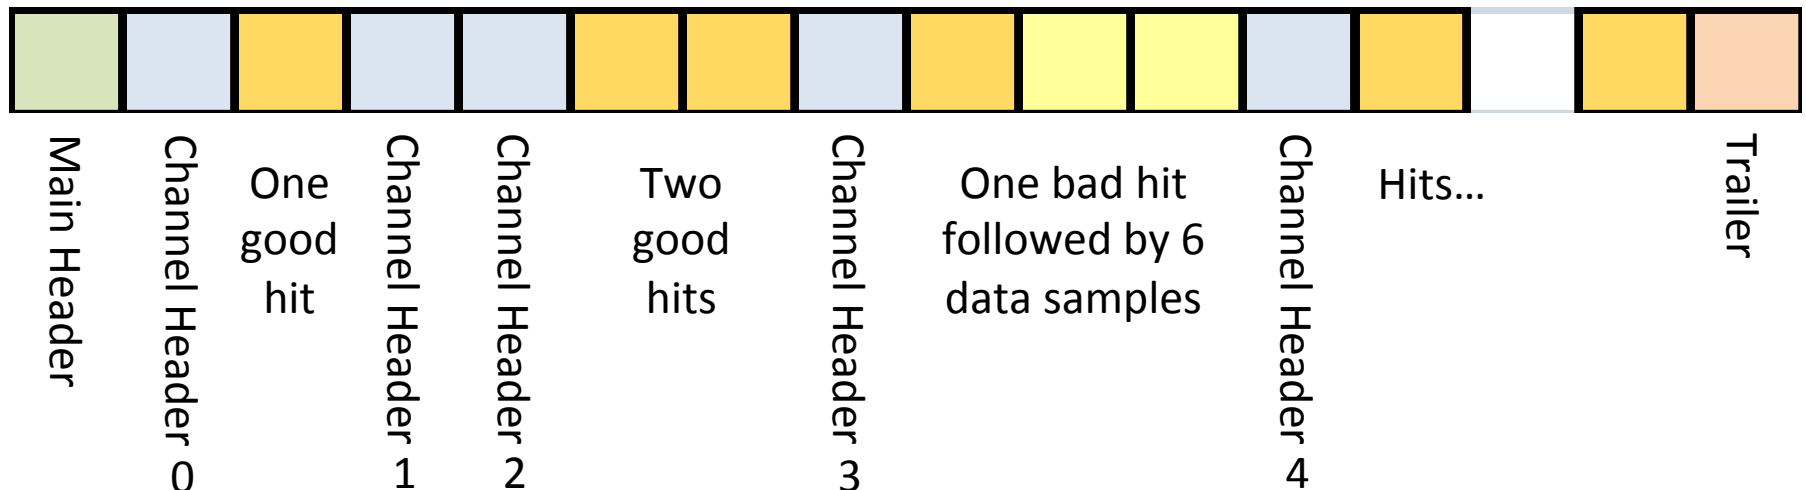 Main Header
Channel Header 0
One
good
hit
Channel Header 1
Channel Header 2
Two
good
hits
Channel Header 3
One bad hit
followed by 6
data samples
Channel Header 4
Hits...
Trailer